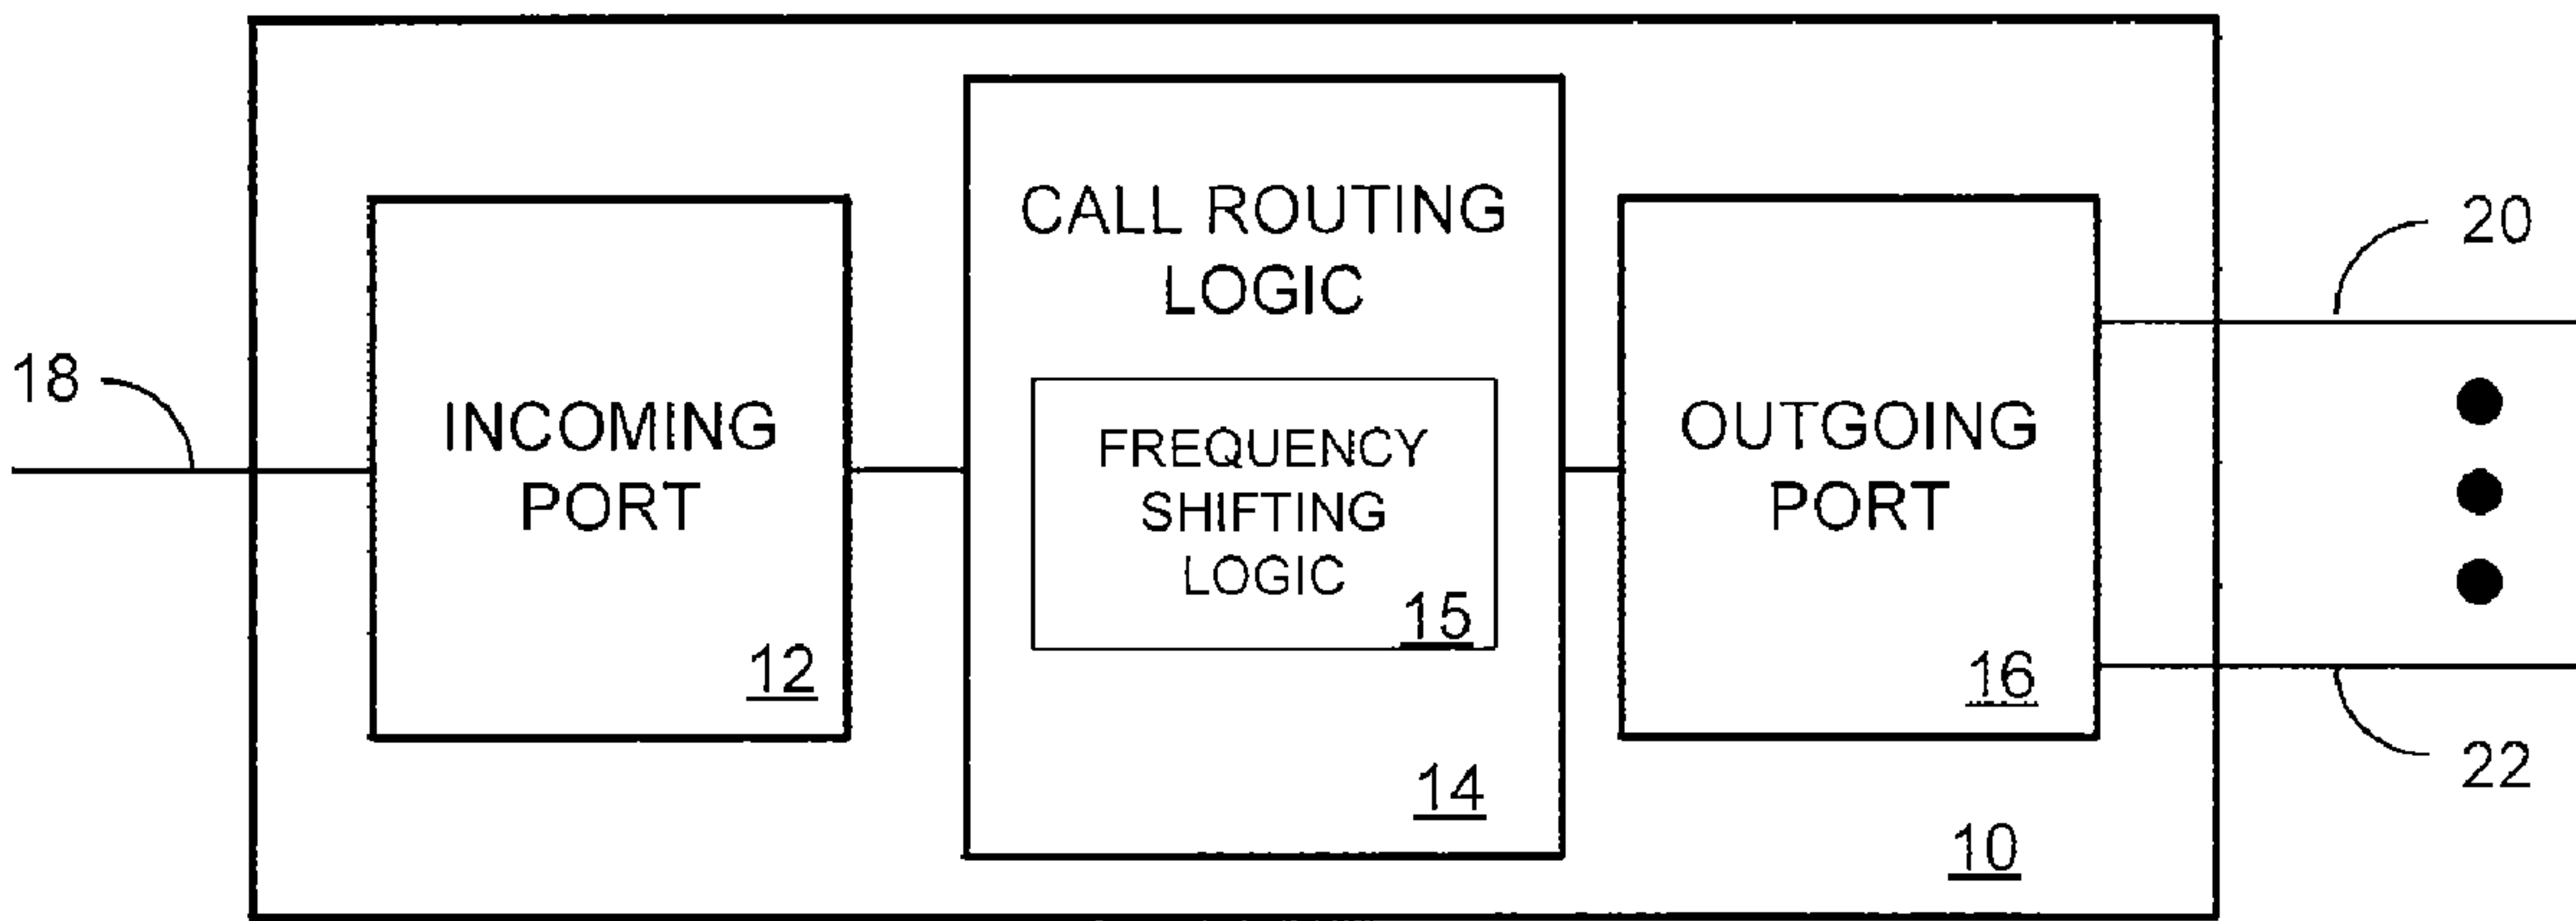 18
INCOMING
PORT
12
CALL ROUTING
LOGIC
FREQUENCY
SHIFTING
LOGIC
15
14
OUTGOING
PORT
16
10
20
22